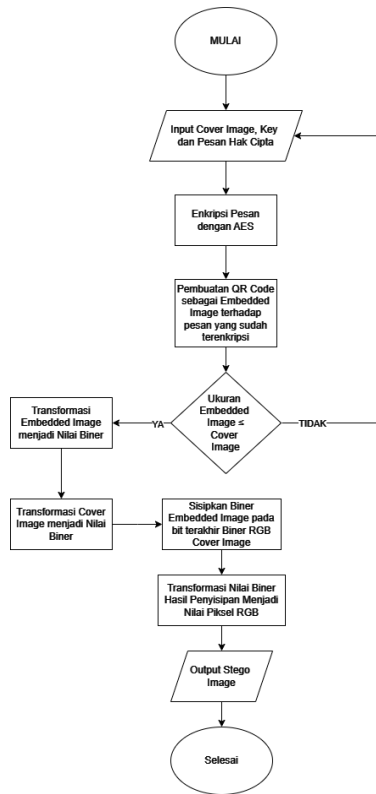 MULAI
Input Cover Image, Key
dan Pesan Hak Cipta
Enkripsi Pesan
dengan AES
Pembuatan QR Code
sebagai Embedded
Image terhadap
pesan yang sudah
terenkripsi
Ukuran
Embedded
Image ≤
Cover
Image
YA
TIDAK
Transformasi
Embedded Image
menjadi Nilai Biner
Transformasi Cover
Image menjadi Nilai
Biner
Sisipkan Biner
Embedded Image pada
bit terakhir Biner RGB
Cover Image
Transformasi Nilai Biner
Hasil Penyisipan Menjadi
Nilai Piksel RGB
Output Stego
Image
Selesai